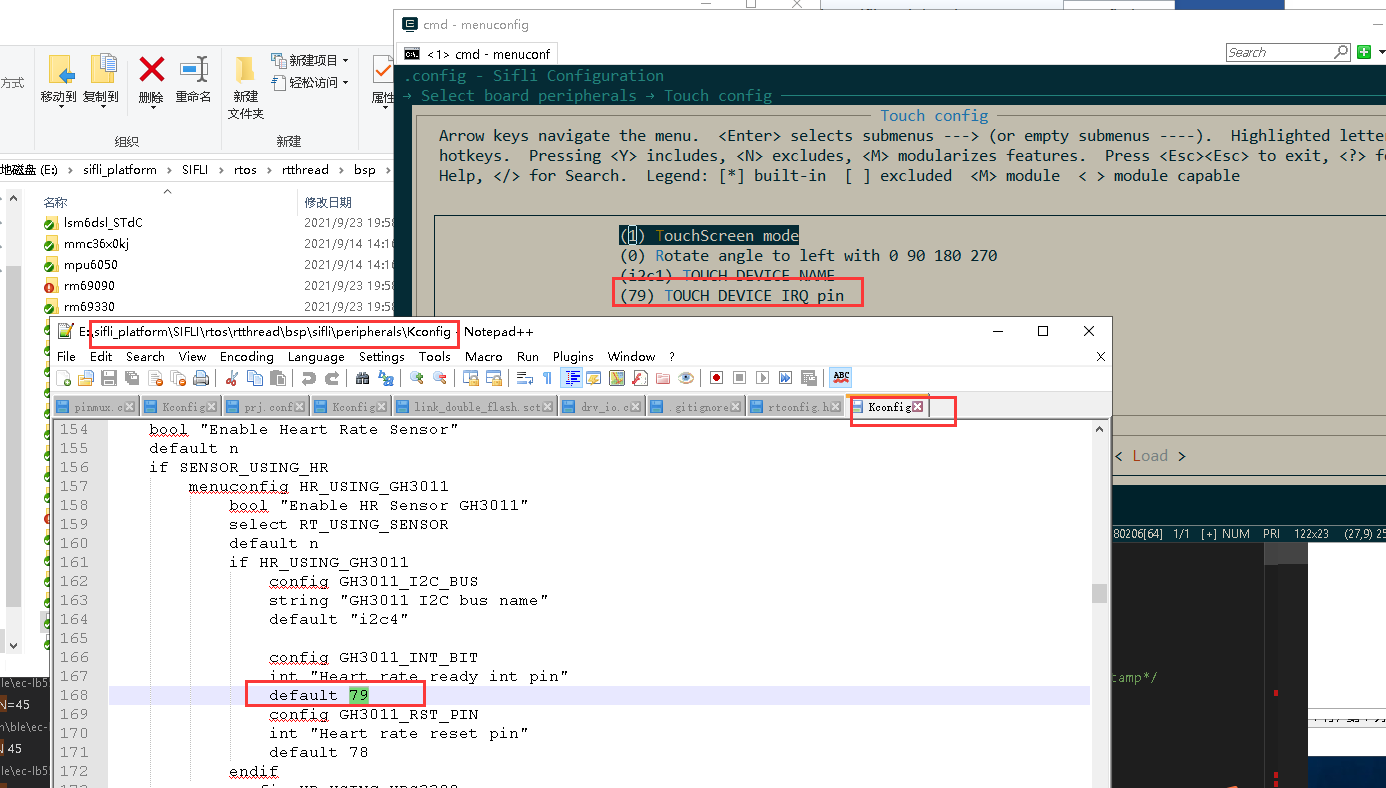 cmd - menuconfig
<1> cmd - menuconf
Search
.config - Sifli Configuration
→ Select board peripherals → Touch config
Touch config
Arrow keys navigate the menu. <Enter> selects submenus ---> (or empty submenus ----). Highlighted lette
hotkeys. Pressing <Y> includes, <N> excludes, <M> modularizes features. Press <Esc><Esc> to exit, <?> f
Help, </> for Search. Legend: [*] built-in [ ] excluded <M> module < > module capable
(1) TouchScreen mode
(0) Rotate angle to left with 0 90 180 270
(i2c1) TOUCH DEVICE NAME
(79) TOUCH DEVICE IRQ pin
< Load >
80206[64] 1/1 [+] NUM PRI 122x23 (27,9) 25
tamp*/
方式
移动到
复制到
删除
重命名
新建
文件夹
新建项目
轻松访问
属性
组织
新建
地磁盘 (E:) › sifli_platform › SIFLI › rtos › rtthread › bsp ›
名称
修改日期
lsm6dsl_STdC 2021/9/23 19:58
mmc36x0kj 2021/9/14 14:16
mpu6050 2021/9/14 14:16
rm69090 2021/9/23 19:58
rm69330 2021/9/23 19:58
E:\sifli_platform\SIFLI\rtos\rtthread\bsp\sifli\peripherals\Kconfig - Notepad++
File Edit Search View Encoding Language Settings Tools Macro Run Plugins Window ?
pinmux.c Kconfig prj.conf Kconfig link_double_flash.sct drv_io.c .gitignore rtconfig.h Kconfig
154 bool "Enable Heart Rate Sensor"
155 default n
156 if SENSOR_USING_HR
157 menuconfig HR_USING_GH3011
158 bool "Enable HR Sensor GH3011"
159 select RT_USING_SENSOR
160 default n
161 if HR_USING_GH3011
162 config GH3011_I2C_BUS
163 string "GH3011 I2C bus name"
164 default "i2c4"
165
166 config GH3011_INT_BIT
167 int "Heart rate ready int pin"
168 default 79
169 config GH3011_RST_PIN
170 int "Heart rate reset pin"
171 default 78
172 endif
ble\ec-lb5
N=45
n\ble\ec-
N 45
ble\ec-lb5